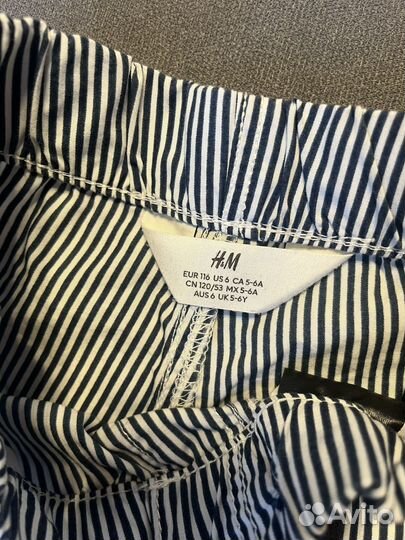 H&M
EUR 116 US 6 CA 5-6A
CN 120/53 MX 5-6A
AUS 6 UK 5-6Y
Avito